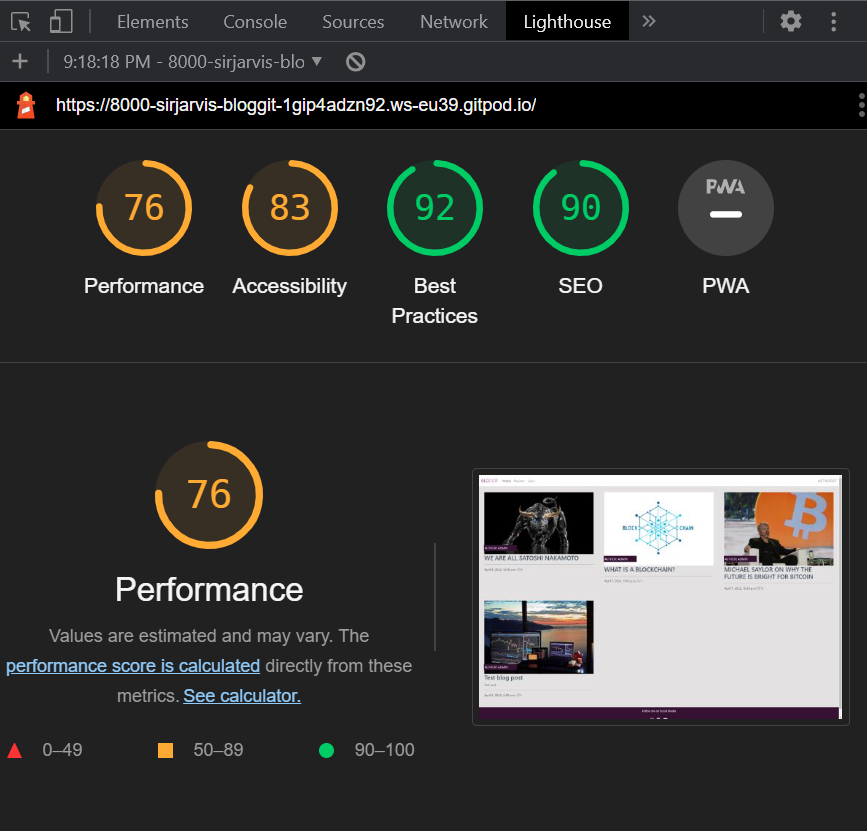 Elements Console Sources Network Lighthouse »
9:18:18 PM - 8000-sirjarvis-blo
https://8000-sirjarvis-bloggit-1gip4adzn92.ws-eu39.gitpod.io/
76 83 92 90 PWA
Performance Accessibility Best Practices SEO PWA
76
Performance
Values are estimated and may vary. The
performance score is calculated directly from these
metrics. See calculator.
0–49 50–89 90–100
BLOCK CHAIN
WE ARE ALL SATOSHI NAKAMOTO
WHAT IS A BLOCKCHAIN?
MICHAEL SAYLOR ON WHY THE
FUTURE IS BRIGHT FOR BITCOIN
Test blog post